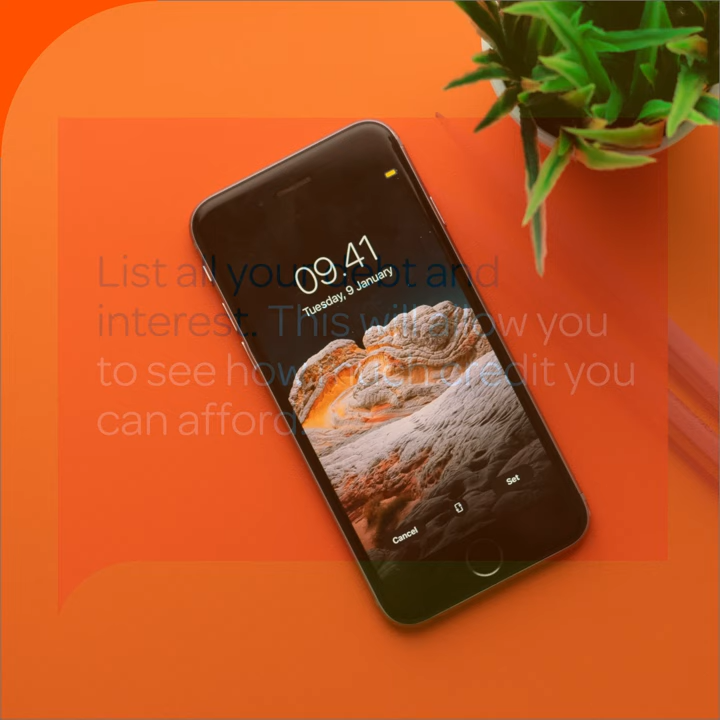 09:41
Tuesday, 9 January
List all your debt and
interest. This will allow you
to see how much credit you
can afford.
Set
Cancel